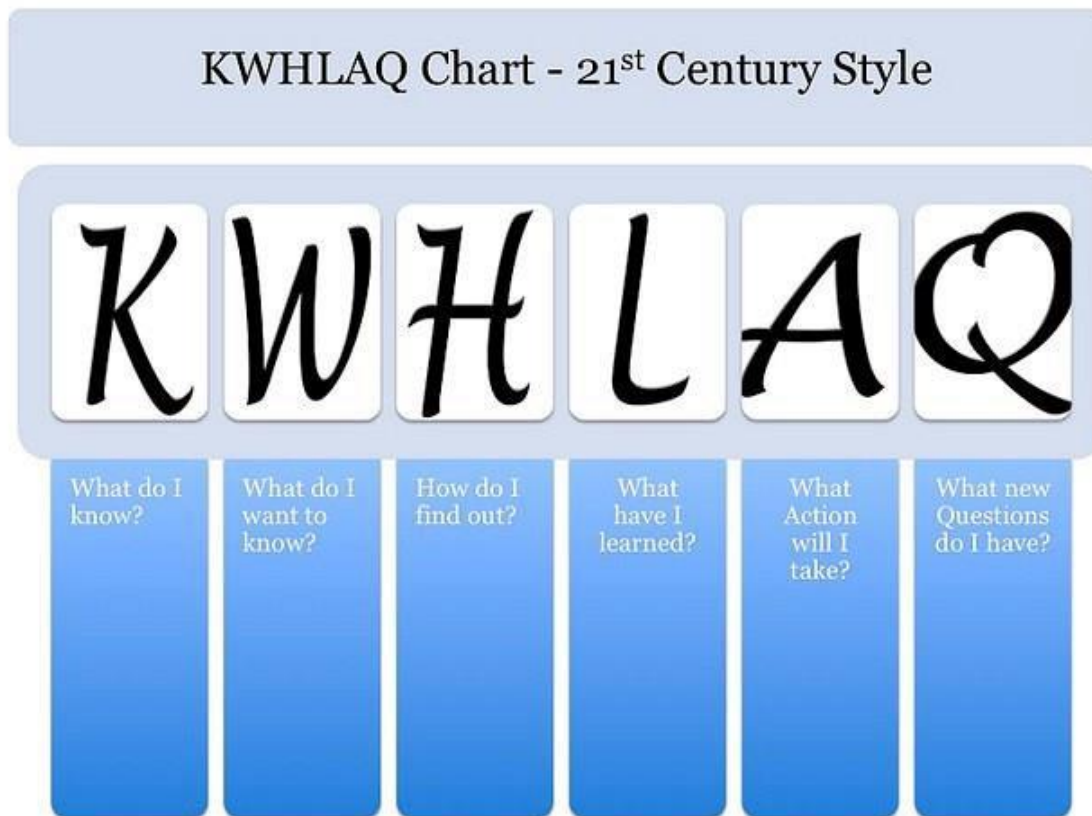 KWHLAQ Chart - 21st Century Style
K W H L A Q
What do I
know?
What do I
want to
know?
How do I
find out?
What
have I
learned?
What
Action
will I
take?
What new
Questions
do I have?